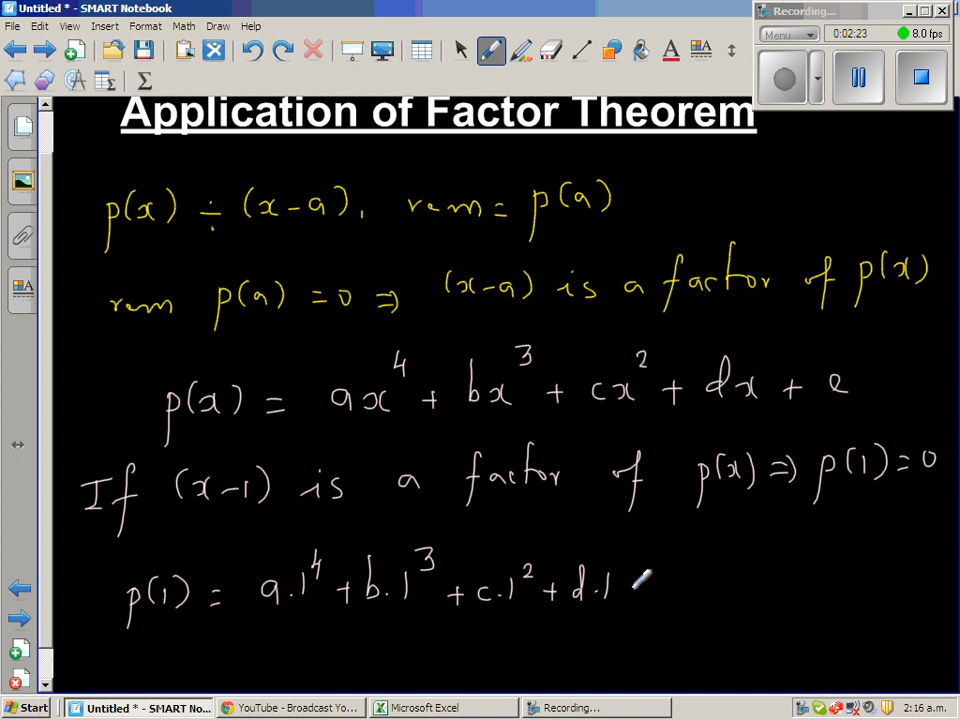 Untitled * - SMART Notebook
Recording...
File Edit View Insert Format Math Draw Help
Menu 0:02:23 8.0 fps
Application of Factor Theorem
p(x) ÷ (x-a), rem = p(a)
rem p(a) = 0 ⇒ (x-a) is a factor of p(x)
p(x) = ax⁴ + bx³ + cx² + dx + e
If (x-1) is a factor of p(x) ⇒ p(1) = 0
p(1) = a.1⁴ + b.1³ + c.1² + d.1
Start Untitled * - SMART No... YouTube - Broadcast Yo... Microsoft Excel Recording... 2:16 a.m.